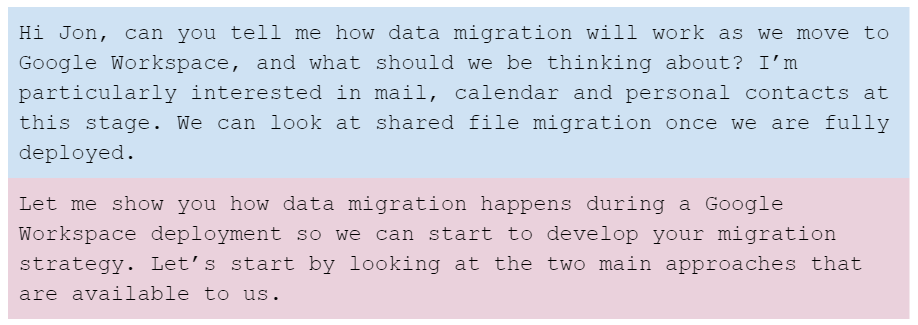 Hi Jon, can you tell me how data migration will work as we move to
Google Workspace, and what should we be thinking about? I’m
particularly interested in mail, calendar and personal contacts at
this stage. We can look at shared file migration once we are fully
deployed.
Let me show you how data migration happens during a Google
Workspace deployment so we can start to develop your migration
strategy. Let’s start by looking at the two main approaches that
are available to us.